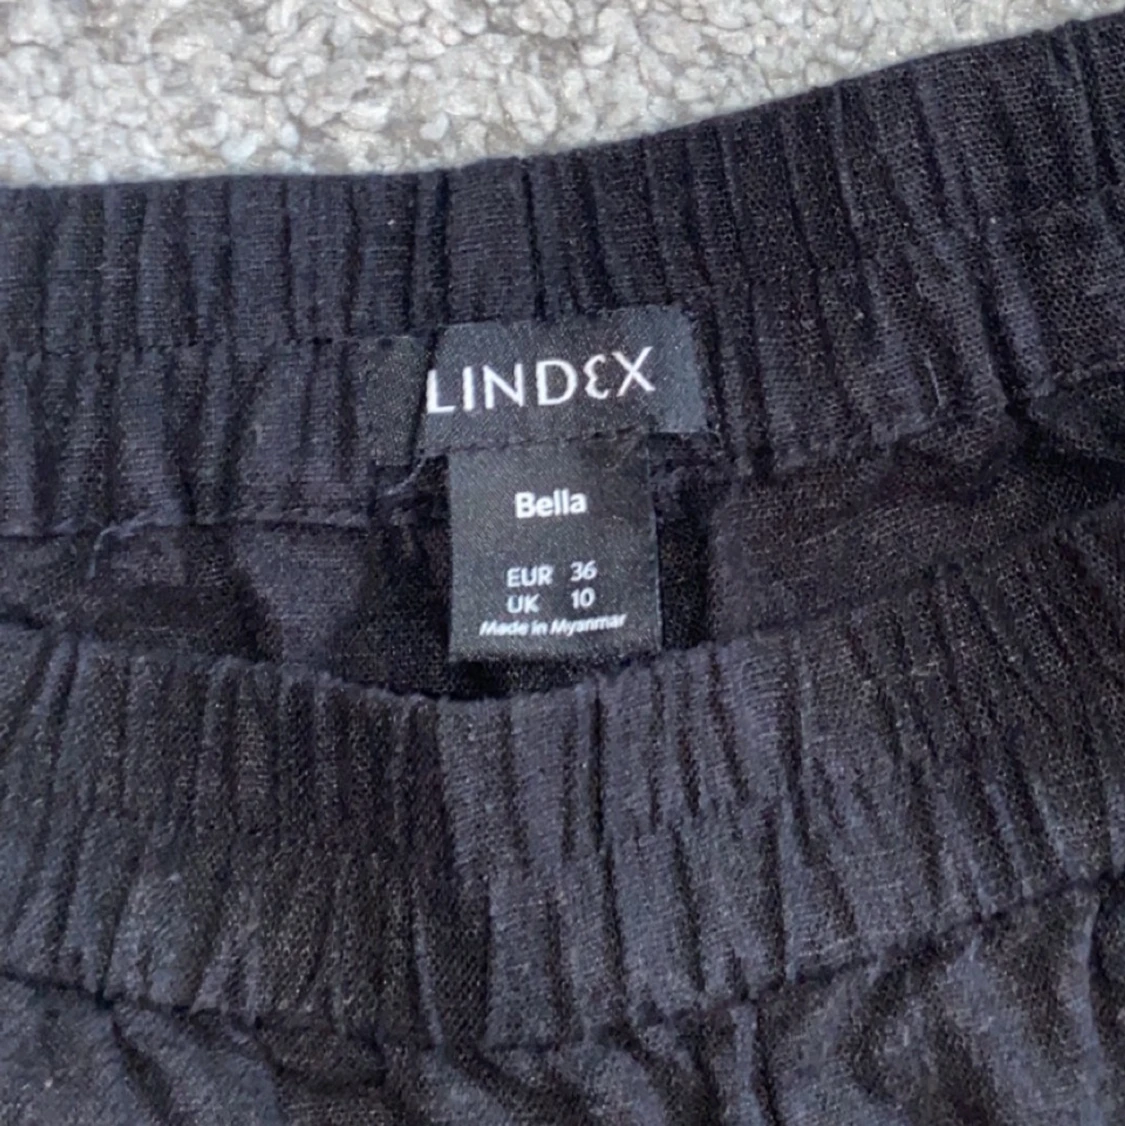 LINDEX
Bella
EUR 36
UK 10
Made in Myanmar